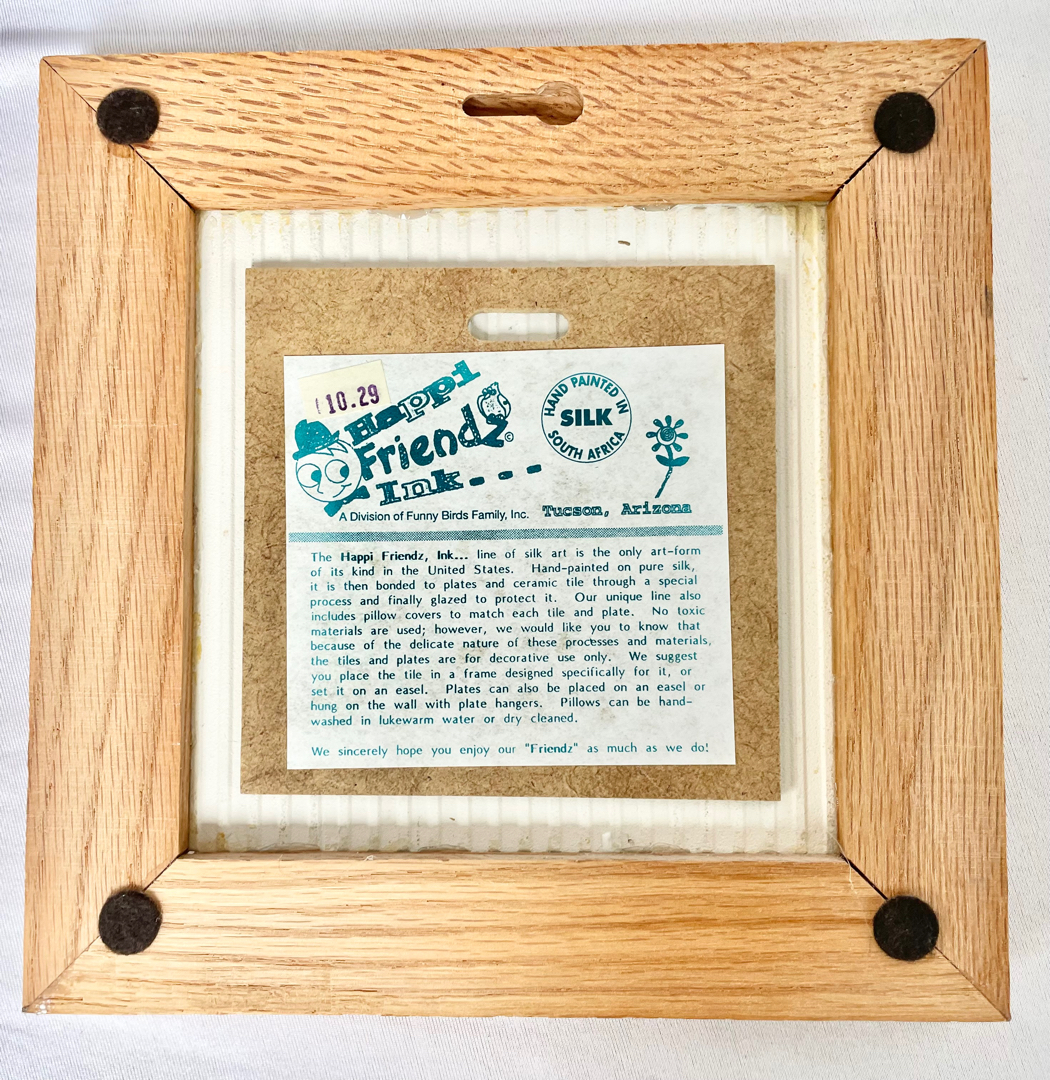 10.29
Happi
Friendz©
Ink...
HAND PAINTED IN
SILK
SOUTH AFRICA
A Division of Funny Birds Family, Inc.
Tucson, Arizona
The Happi Friendz, Ink... line of silk art is the only art-form
of its kind in the United States. Hand-painted on pure silk,
it is then bonded to plates and ceramic tile through a special
process and finally glazed to protect it. Our unique line also
includes pillow covers to match each tile and plate. No toxic
materials are used; however, we would like you to know that
because of the delicate nature of these processes and materials,
the tiles and plates are for decorative use only. We suggest
you place the tile in a frame designed specifically for it, or
set it on an easel. Plates can also be placed on an easel or
hung on the wall with plate hangers. Pillows can be hand-
washed in lukewarm water or dry cleaned.
We sincerely hope you enjoy our "Friendz" as much as we do!